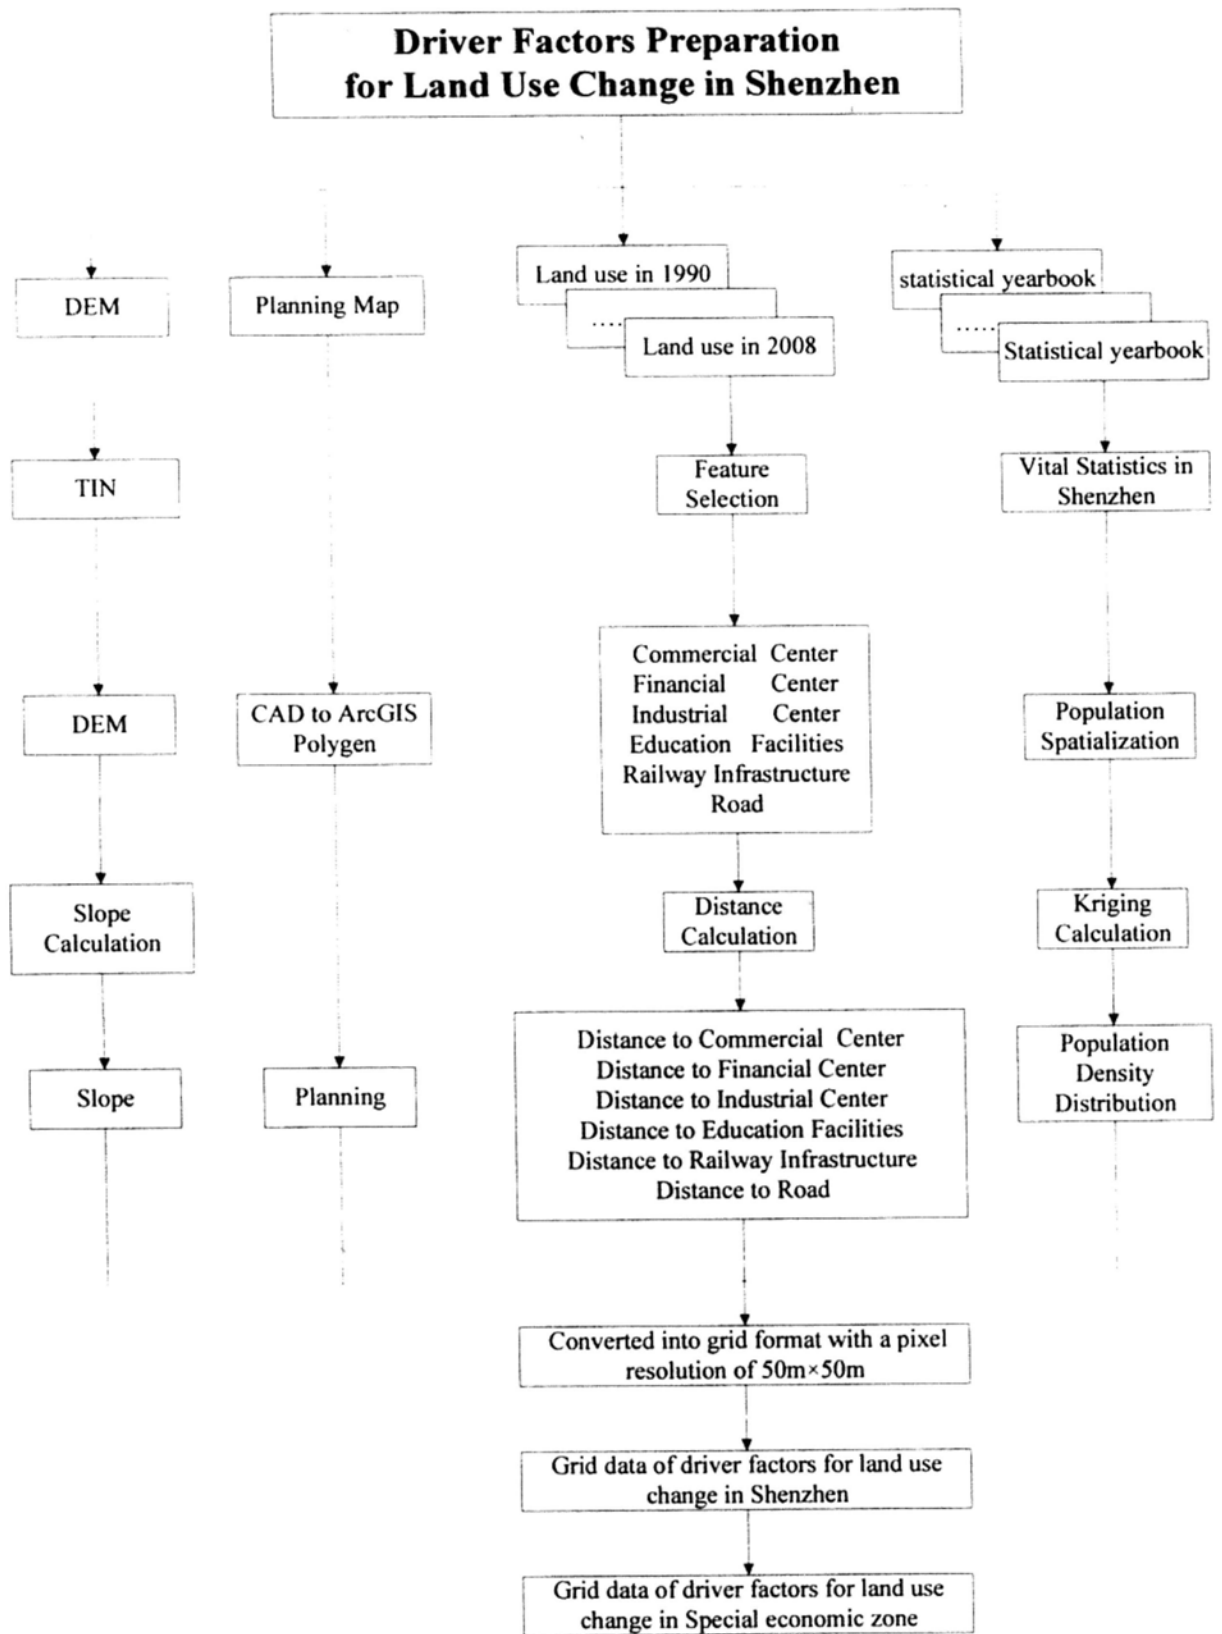 Driver Factors Preparation
for Land Use Change in Shenzhen
DEM
TIN
DEM
Slope
Calculation
Slope
Planning Map
CAD to ArcGIS
Polygen
Planning
Land use in 1990
.....
Land use in 2008
Feature
Selection
Commercial Center
Financial Center
Industrial Center
Education Facilities
Railway Infrastructure
Road
Distance
Calculation
Distance to Commercial Center
Distance to Financial Center
Distance to Industrial Center
Distance to Education Facilities
Distance to Railway Infrastructure
Distance to Road
statistical yearbook
.....
Statistical yearbook
Vital Statistics in
Shenzhen
Population
Spatialization
Kriging
Calculation
Population
Density
Distribution
Converted into grid format with a pixel
resolution of 50m×50m
Grid data of driver factors for land use
change in Shenzhen
Grid data of driver factors for land use
change in Special economic zone